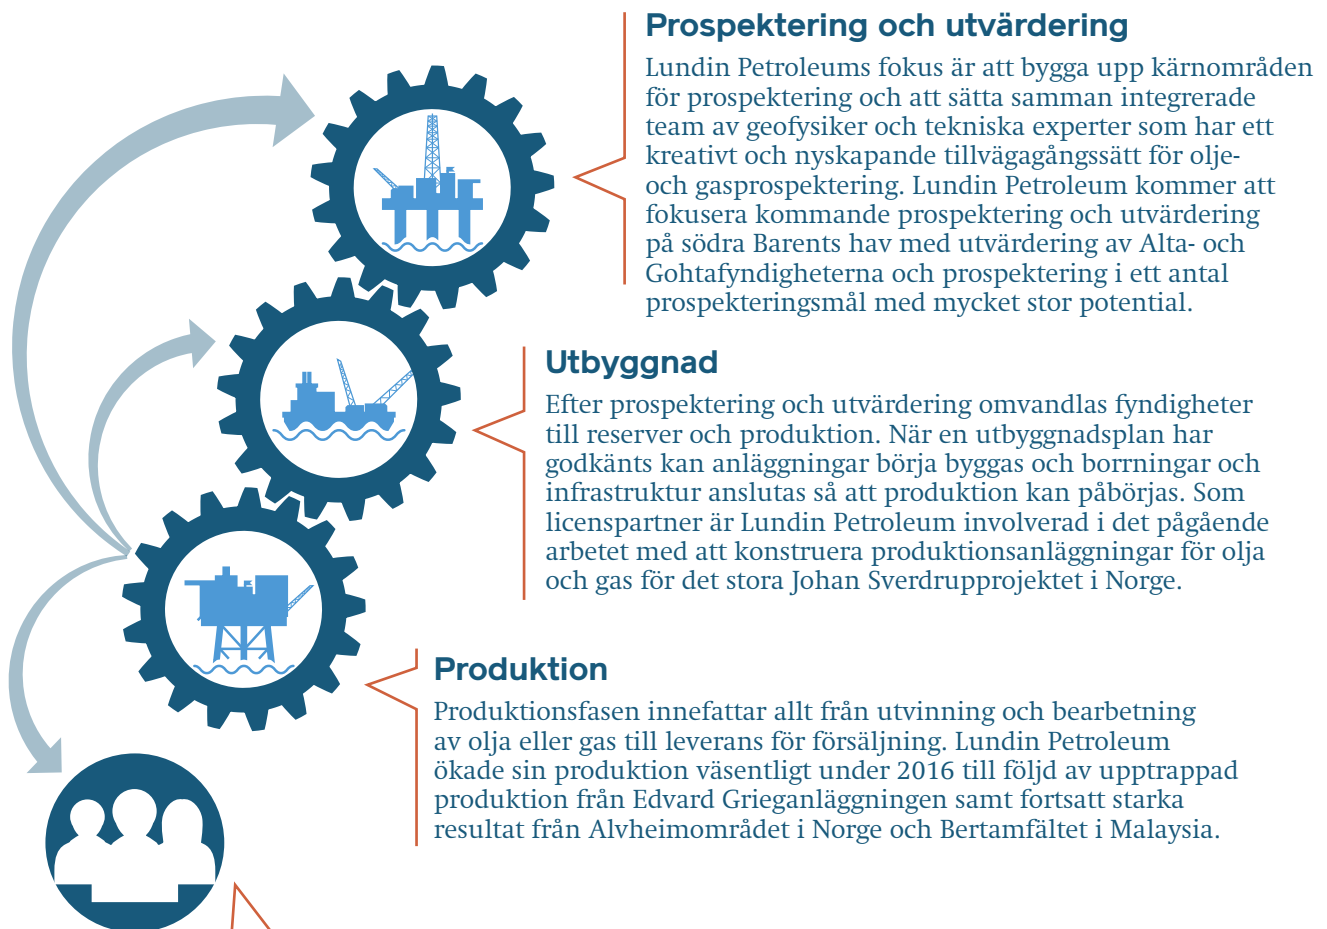 Prospektering och utvärdering
Lundin Petroleums fokus är att bygga upp kärnområden
för prospektering och att sätta samman integrerade
team av geofysiker och tekniska experter som har ett
kreativt och nyskapande tillvägagångssätt för olje-
och gasprospektering. Lundin Petroleum kommer att
fokusera kommande prospektering och utvärdering
på södra Barents hav med utvärdering av Alta- och
Gohtafyndigheterna och prospektering i ett antal
prospekteringsmål med mycket stor potential.
Utbyggnad
Efter prospektering och utvärdering omvandlas fyndigheter
till reserver och produktion. När en utbyggnadsplan har
godkänts kan anläggningar börja byggas och borrningar och
infrastruktur anslutas så att produktion kan påbörjas. Som
licenspartner är Lundin Petroleum involverad i det pågående
arbetet med att konstruera produktionsanläggningar för olja
och gas för det stora Johan Sverdrupprojektet i Norge.
Produktion
Produktionsfasen innefattar allt från utvinning och bearbetning
av olja eller gas till leverans för försäljning. Lundin Petroleum
ökade sin produktion väsentligt under 2016 till följd av upptrappad
produktion från Edvard Grieganläggningen samt fortsatt starka
resultat från Alvheimområdet i Norge och Bertamfältet i Malaysia.